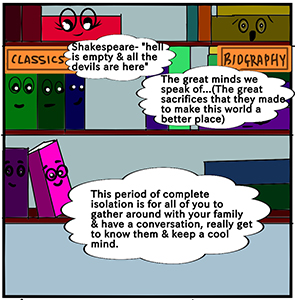 Shakespeare- "hell
is empty & all the
devils are here"
CLASSICS
BIOGRAPHY
The great minds we
speak of...(The great
sacrifices that they made
to make this world a
better place)
This period of complete
isolation is for all of you to
gather around with your family
& have a conversation, really get
to know them & keep a cool
mind.